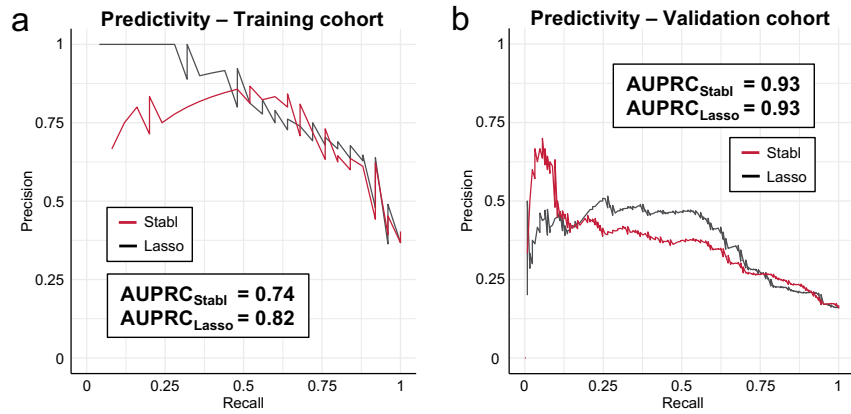 a
Predictivity – Training cohort
1
0.75
0.5
0.25
0
Precision
Stabl
Lasso
AUPRCStabl = 0.74
AUPRCLasso = 0.82
0
0.25
0.5
0.75
1
Recall
b
Predictivity – Validation cohort
1
0.75
0.5
0.25
0
Precision
AUPRCStabl = 0.93
AUPRCLasso = 0.93
Stabl
Lasso
0
0.25
0.5
0.75
1
Recall